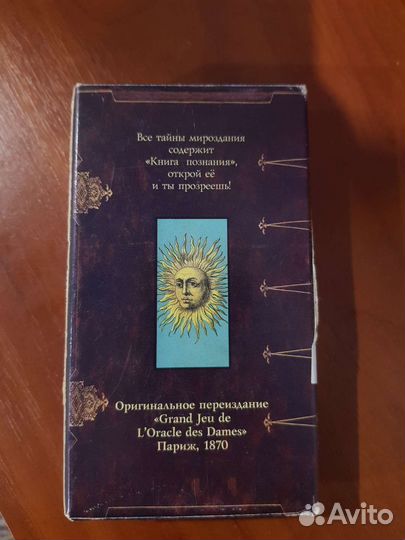 Все тайны мироздания
содержит
«Книга познания»,
открой её
и ты прозреешь!
Оригинальное переиздание
«Grand Jeu de
L'Oracle des Dames»
Париж, 1870
Avito